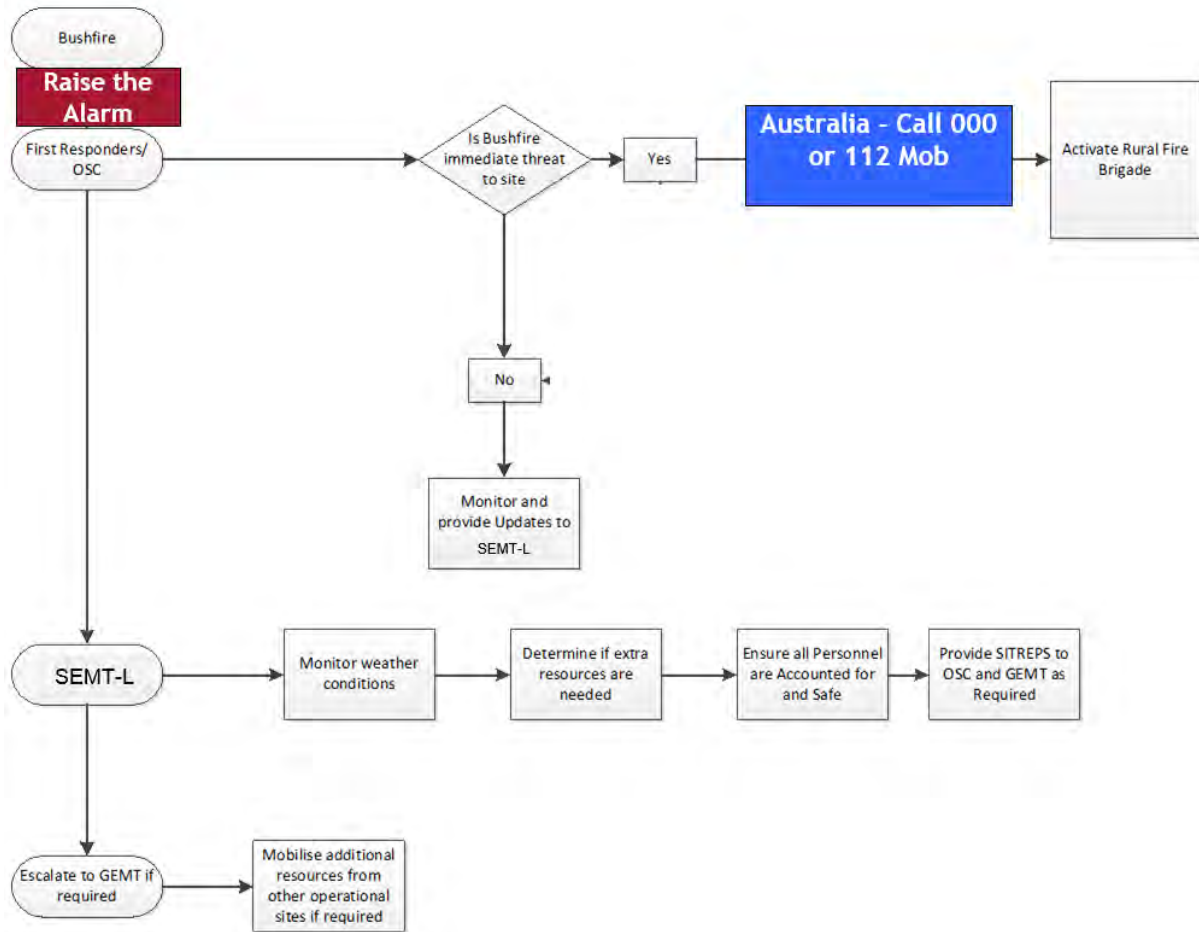 Bushfire
Raise the
Alarm
First Responders/
OSC
Is Bushfire
immediate threat
to site
Yes
Australia - Call 000
or 112 Mob
Activate Rural Fire
Brigade
No
Monitor and
provide Updates to
SEMT-L
SEMT-L
Monitor weather
conditions
Determine if extra
resources are
needed
Ensure all Personnel
are Accounted for
and Safe
Provide SITREPS to
OSC and GEMT as
Required
Escalate to GEMT if
required
Mobilise additional
resources from
other operational
sites if required